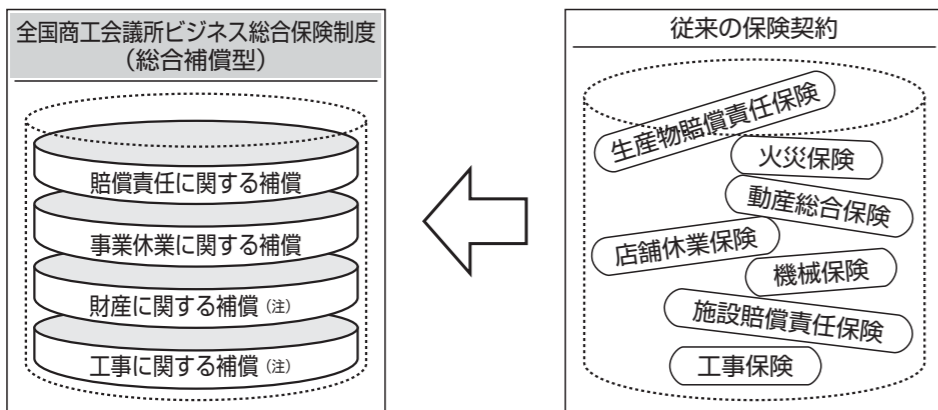 全国商工会議所ビジネス総合保険制度
（総合補償型）
賠償責任に関する補償
事業休業に関する補償
財産に関する補償（注）
工事に関する補償（注）
従来の保険契約
生産物賠償責任保険
火災保険
動産総合保険
店舗休業保険
機械保険
施設賠償責任保険
工事保険